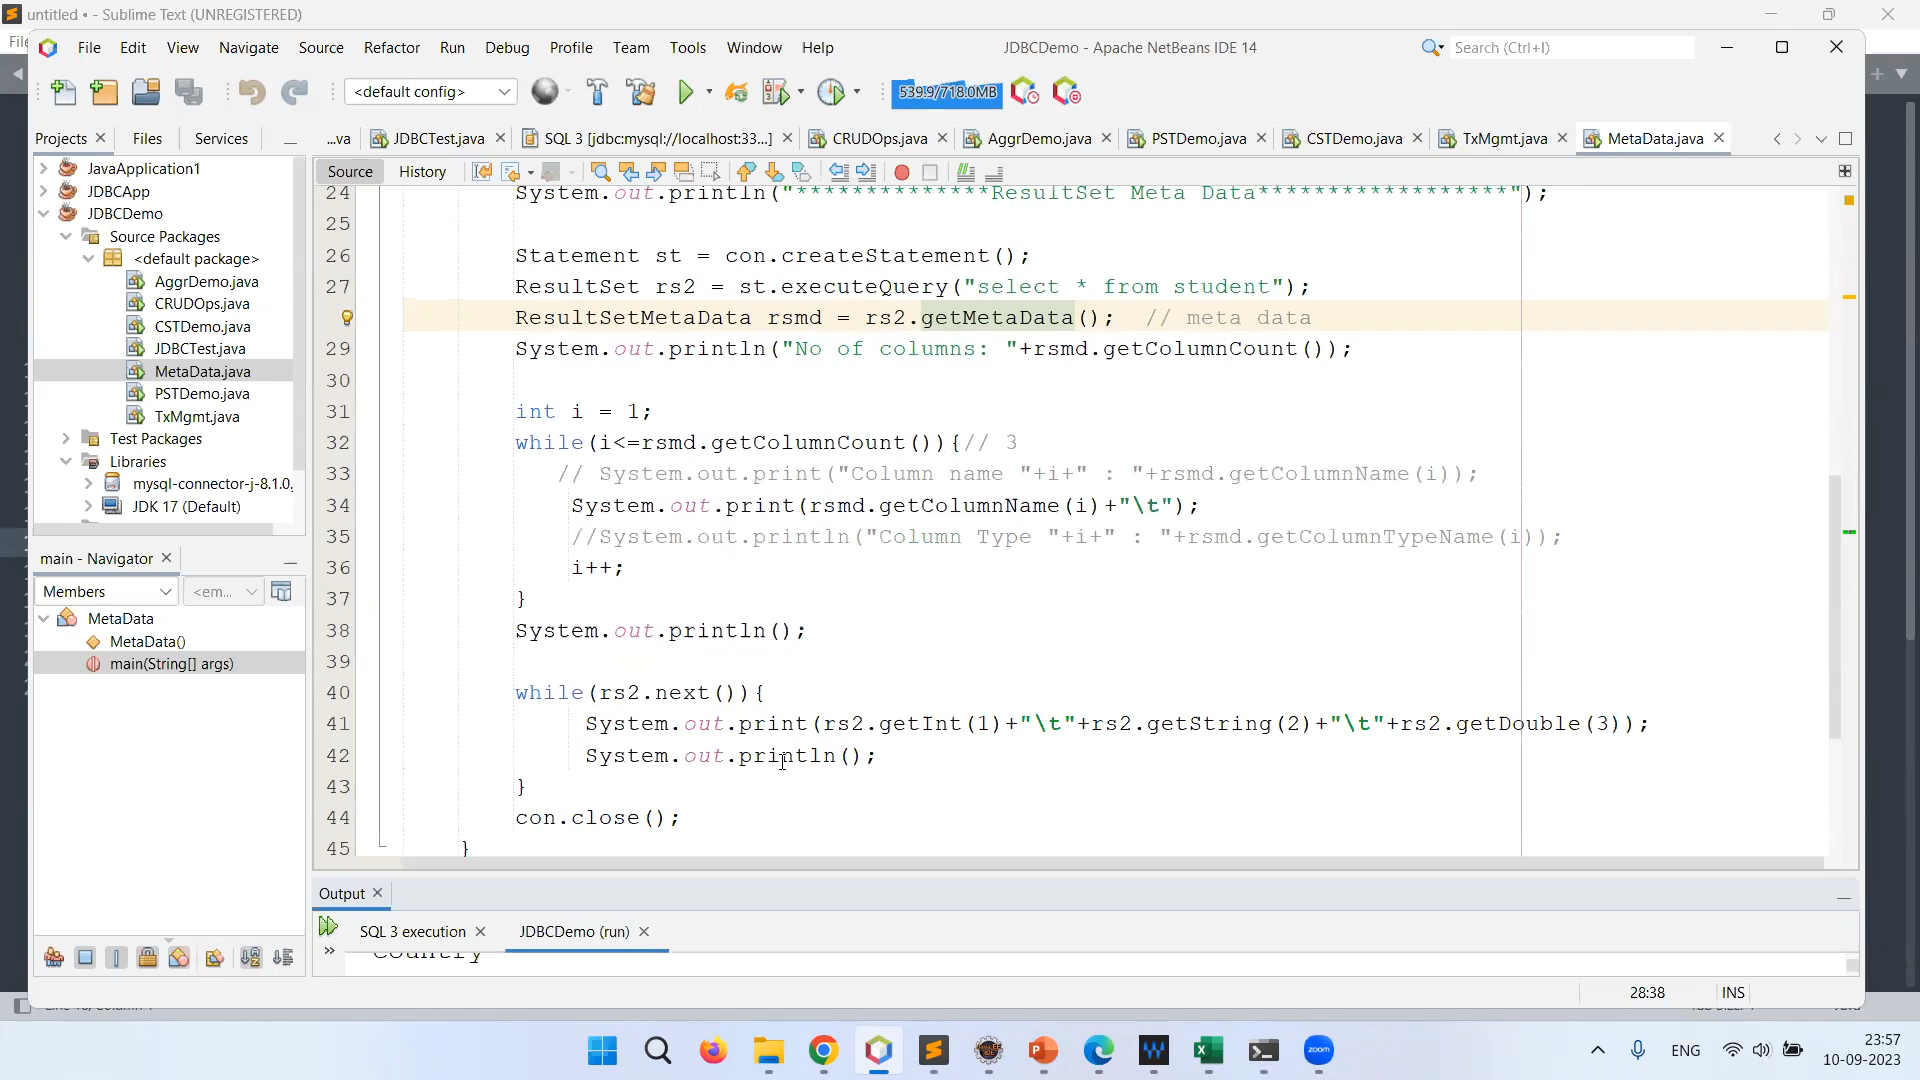 untitled • - Sublime Text (UNREGISTERED)
File Edit View Navigate Source Refactor Run Debug Profile Team Tools Window Help
JDBCDemo - Apache NetBeans IDE 14
Search (Ctrl+I)
<default config>
539.9/718.0MB
Projects Files Services
...va JDBCTest.java SQL 3 [jdbc:mysql://localhost:33...] CRUDOps.java AggrDemo.java PSTDemo.java CSTDemo.java TxMgmt.java MetaData.java
Source History
JavaApplication1
JDBCApp
JDBCDemo
Source Packages
<default package>
AggrDemo.java
CRUDOps.java
CSTDemo.java
JDBCTest.java
MetaData.java
PSTDemo.java
TxMgmt.java
Test Packages
Libraries
mysql-connector-j-8.1.0.
JDK 17 (Default)
main - Navigator
Members
<em...
MetaData
MetaData()
main(String[] args)
24 System.out.println("**************ResultSet Meta Data******************");
25
26 Statement st = con.createStatement();
27 ResultSet rs2 = st.executeQuery("select * from student");
ResultSetMetaData rsmd = rs2.getMetaData(); // meta data
29 System.out.println("No of columns: "+rsmd.getColumnCount());
30
31 int i = 1;
32 while(i<=rsmd.getColumnCount()){// 3
33 // System.out.print("Column name "+i+" : "+rsmd.getColumnName(i));
34 System.out.print(rsmd.getColumnName(i)+"\t");
35 //System.out.println("Column Type "+i+" : "+rsmd.getColumnTypeName(i));
36 i++;
37 }
38 System.out.println();
39
40 while(rs2.next()){
41 System.out.print(rs2.getInt(1)+"\t"+rs2.getString(2)+"\t"+rs2.getDouble(3));
42 System.out.println();
43 }
44 con.close();
45 }
Output
SQL 3 execution JDBCDemo (run)
country
28:38 INS
ENG
23:57
10-09-2023